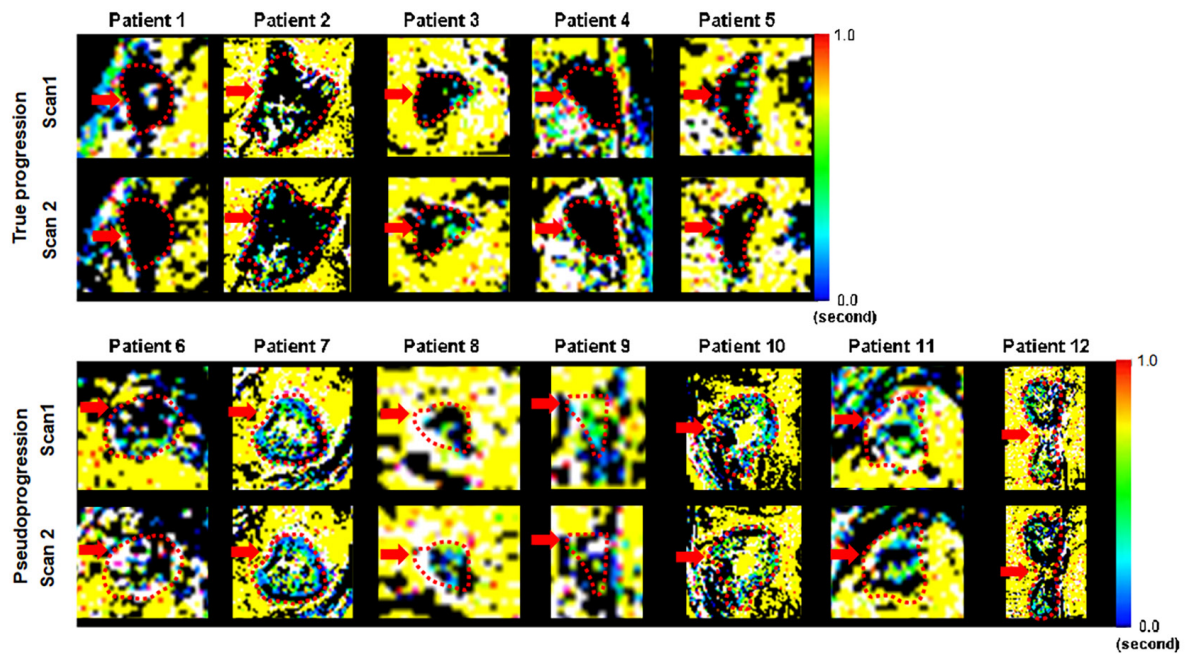 Patient 1 Patient 2 Patient 3 Patient 4 Patient 5
True progression
Scan1
Scan 2
1.0
0.0
(second)
Patient 6 Patient 7 Patient 8 Patient 9 Patient 10 Patient 11 Patient 12
Pseudoprogression
Scan1
Scan 2
1.0
0.0
(second)